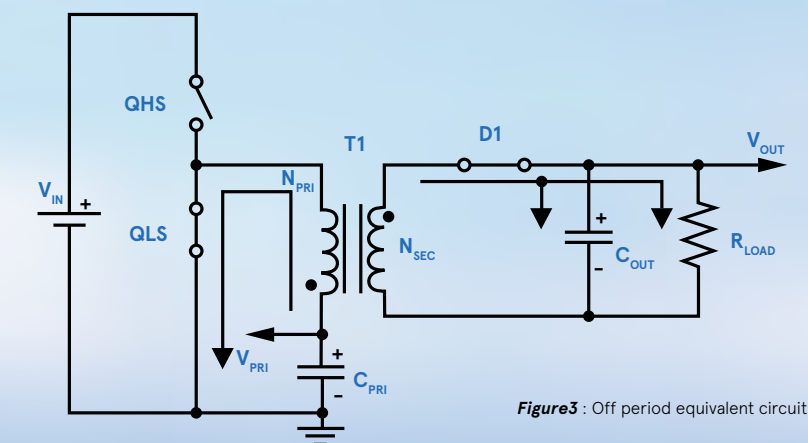 QHS
T1
D1
VOUT
NPRI
VIN +
QLS
NSEC
+
COUT
-
RLOAD
VPRI
+
CPRI
-
Figure3 : Off period equivalent circuit